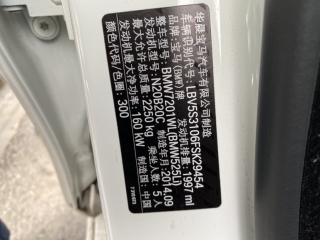 华晨宝马汽车有限公司制造
车辆识别代号: LBV5S3106FSK29454
品牌: 宝马(BMW)牌 发动机排量: 1997 ml
整车型号: BMW7201WL(BMW525Li)
发动机型号: N20B20C 制造年月: 2014.09
最大允许总质量: 2250 kg 乘坐人数: 5 人
发动机最大净功率: 160 kW 制造国: 中国
颜色代码/色圈: 300